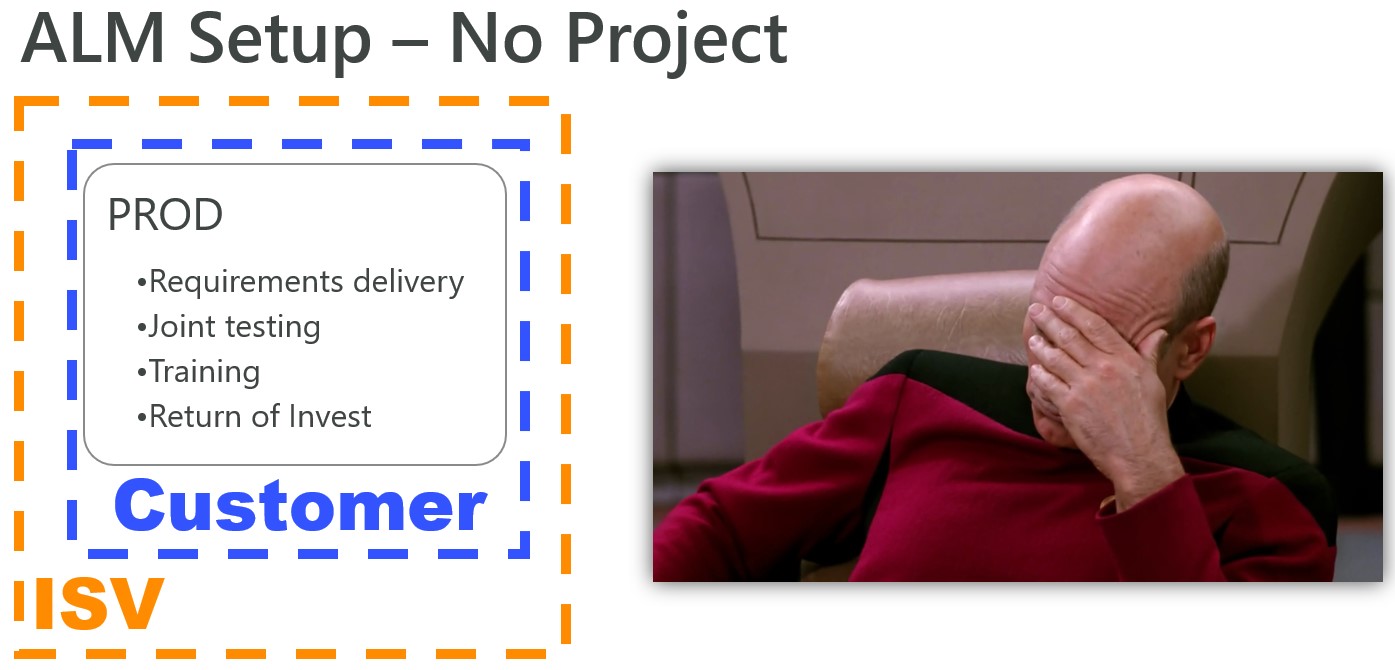 ALM Setup – No Project
PROD
•Requirements delivery
•Joint testing
•Training
•Return of Invest
Customer
ISV